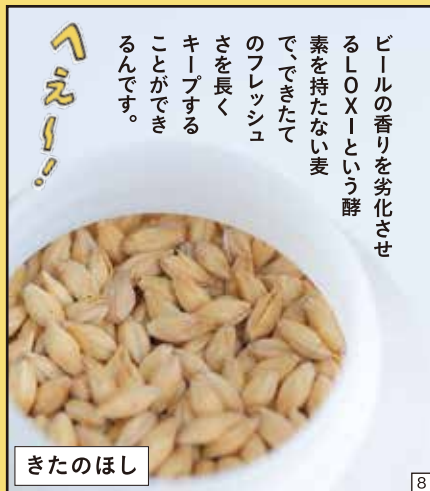 ビールの香りを劣化させ
るLOXIという酵
素を持たない麦
で、できたて
のフレッシュ
さを長く
キープする
ことができ
るんです。
へぇ〜!
きたのほし
8